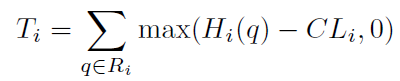 T_i = \sum_{q \in R_i} \max(H_i(q) - CL_i, 0)